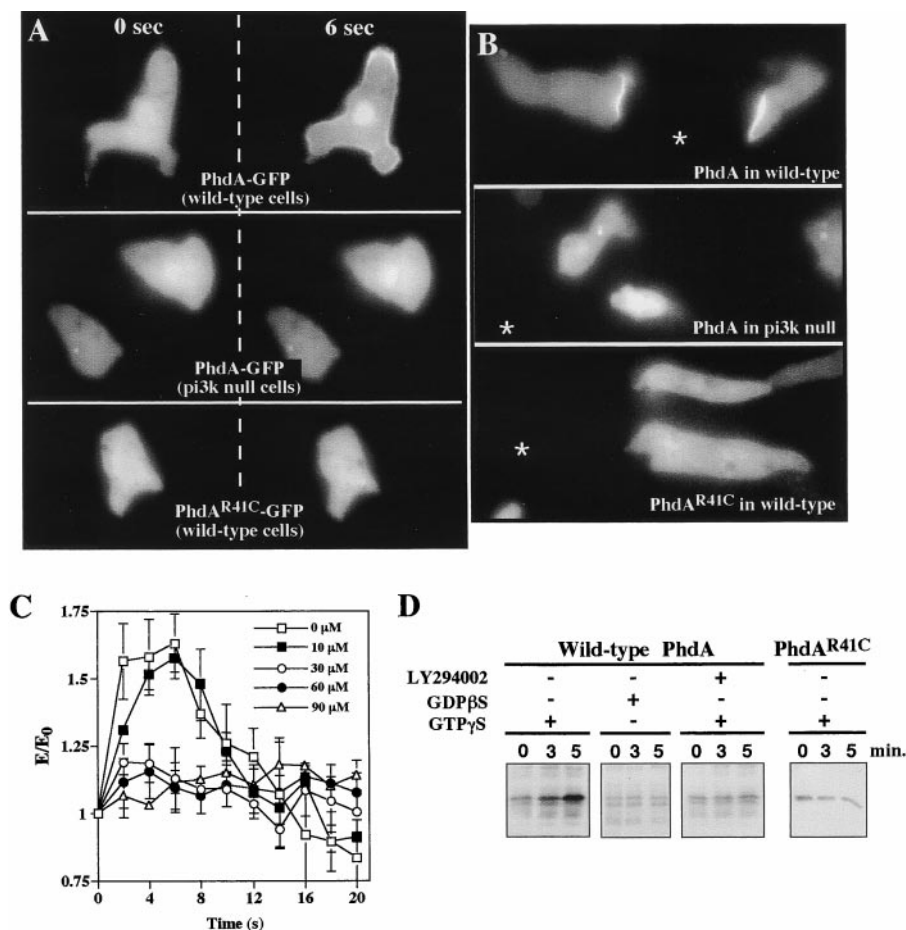 A
0 sec 6 sec
PhdA-GFP
(wild-type cells)
PhdA-GFP
(pi3k null cells)
PhdA^R41C-GFP
(wild-type cells)
B
*
PhdA in wild-type
*
PhdA in pi3k null
*
PhdA^R41C in wild-type
C
1.75
1.5
1.25
1
0.75
E/E0
0 µM
10 µM
30 µM
60 µM
90 µM
0 4 8 12 16 20
Time (s)
D
Wild-type PhdA PhdA^R41C
LY294002 - - + -
GDPβS - + - -
GTPγS + - + +
0 3 5 0 3 5 0 3 5 0 3 5 min.